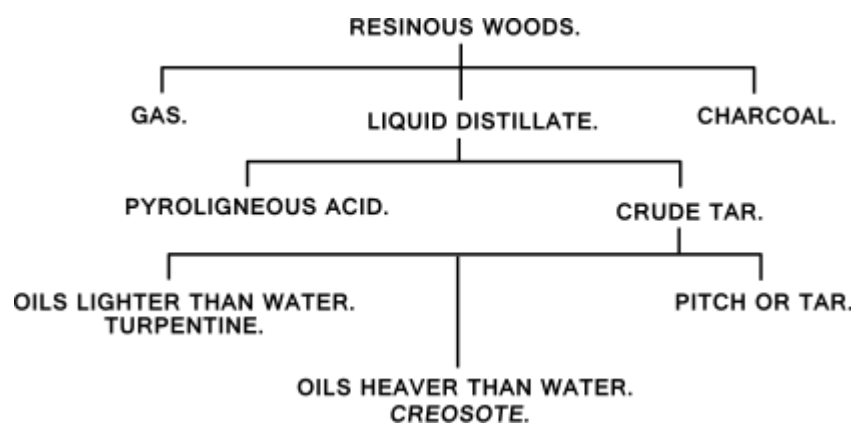 RESINOUS WOODS.
GAS.
LIQUID DISTILLATE.
CHARCOAL.
PYROLIGNEOUS ACID.
CRUDE TAR.
OILS LIGHTER THAN WATER.
TURPENTINE.
PITCH OR TAR.
OILS HEAVER THAN WATER.
CREOSOTE.